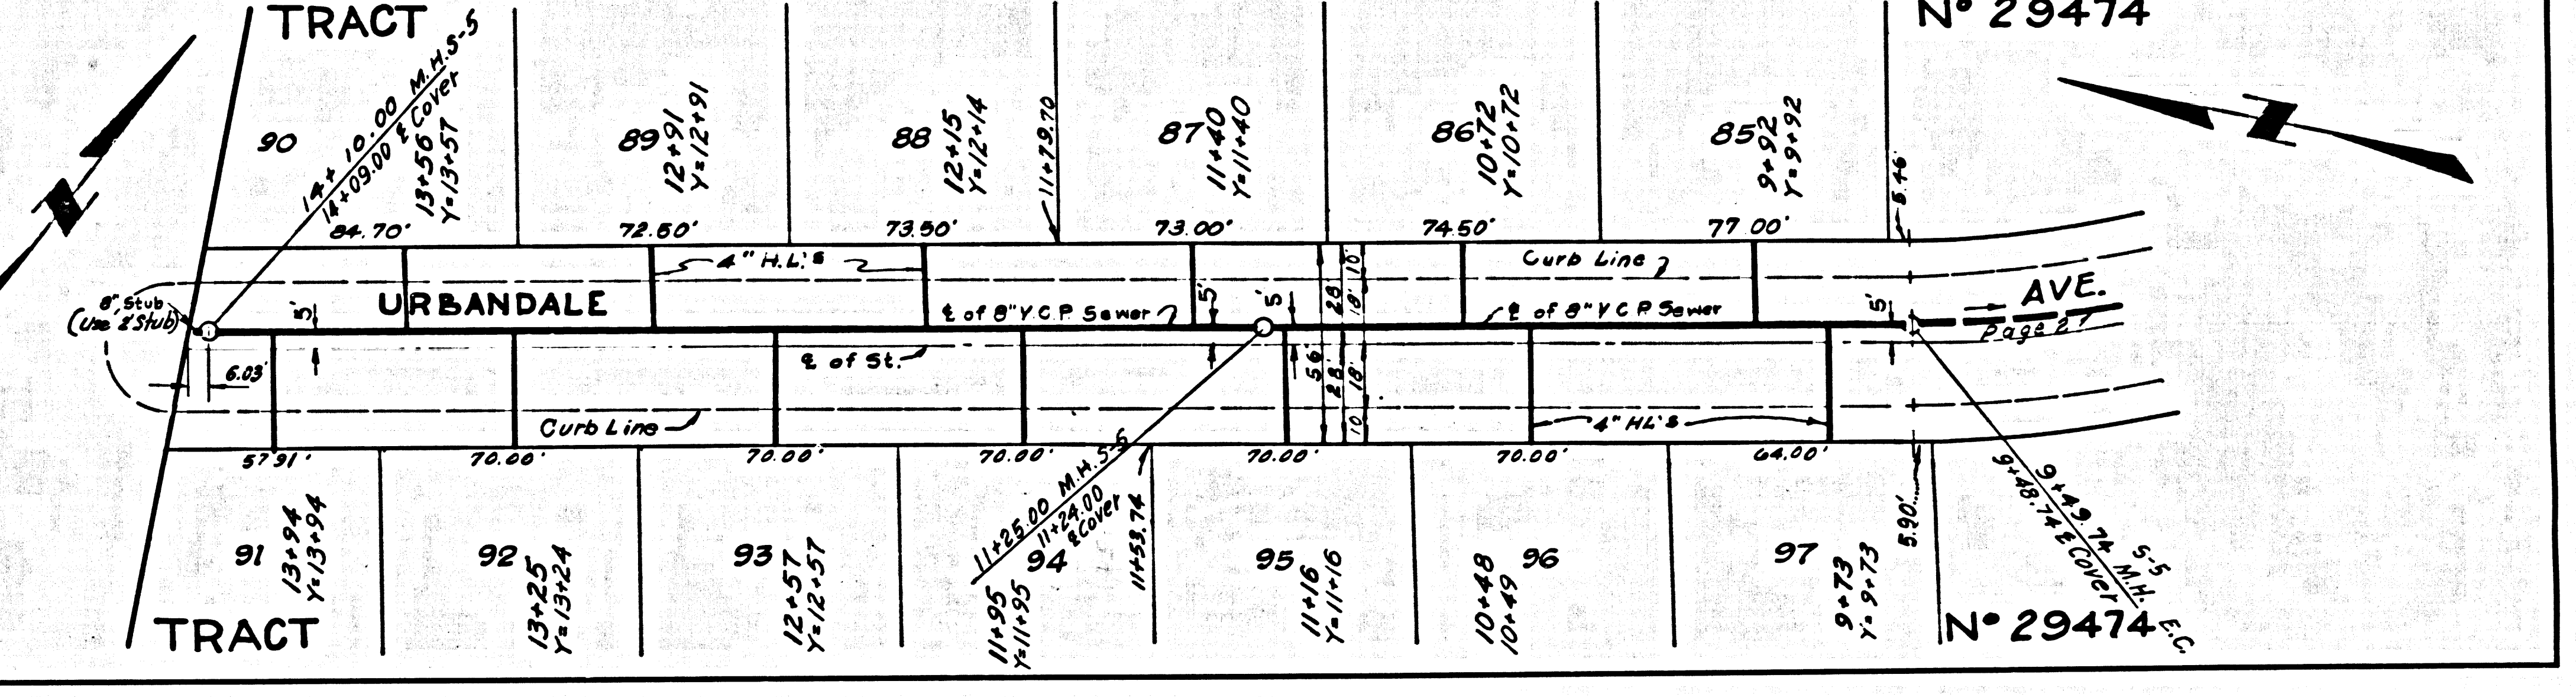 TRACT
Nº 29474
90
14+10.00 M.H.S-5
14+09.00 ℄ Cover
13+56
Y=13+57
89
12+91
Y=12+91
88
12+15
Y=12+14
11+79.70
87
11+40
Y=11+40
86
10+72
Y=10+72
85
9+92
Y=9+92
5.46'
84.70'
72.50'
73.50'
73.00'
74.50'
77.00'
4" H.L.'s
Curb Line
8" Stub
(Use ℄ Stub)
5'
URBANDALE
℄ of 8" V.C.P. Sewer
5'
5'
℄ of 8" V.C.P. Sewer
5'
AVE.
Page 27
6.03'
℄ of St.
56'
28'
28'
10'
18'
18'
10'
Curb Line
4" HL's
57.91'
70.00'
70.00'
70.00'
70.00'
70.00'
64.00'
5.90'
91
13+94
Y=13+94
92
13+25
Y=13+24
93
12+57
Y=12+57
11+25.00 M.H.S-5
11+24.00
℄ Cover
94
11+95
Y=11+95
11+53.74
95
11+16
Y=11+16
96
10+48
10+49
97
9+73
Y=9+73
9+49.74 M.H.
S-5
9+48.74 ℄ Cover
E.C.
TRACT
Nº 29474